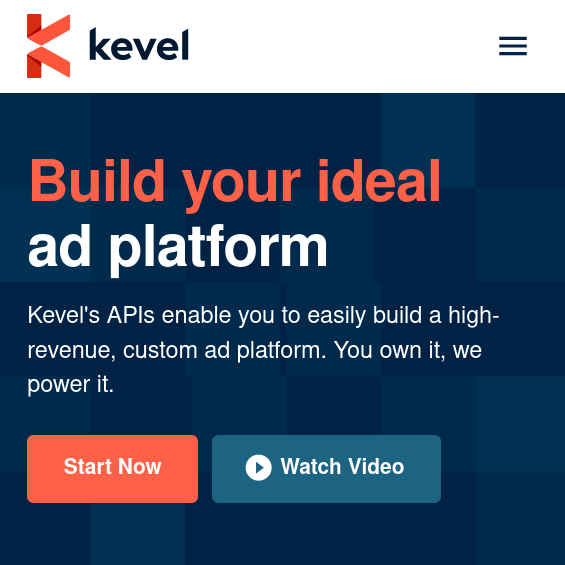 kevel
Build your ideal
ad platform
Kevel's APIs enable you to easily build a high-
revenue, custom ad platform. You own it, we
power it.
Start Now
Watch Video